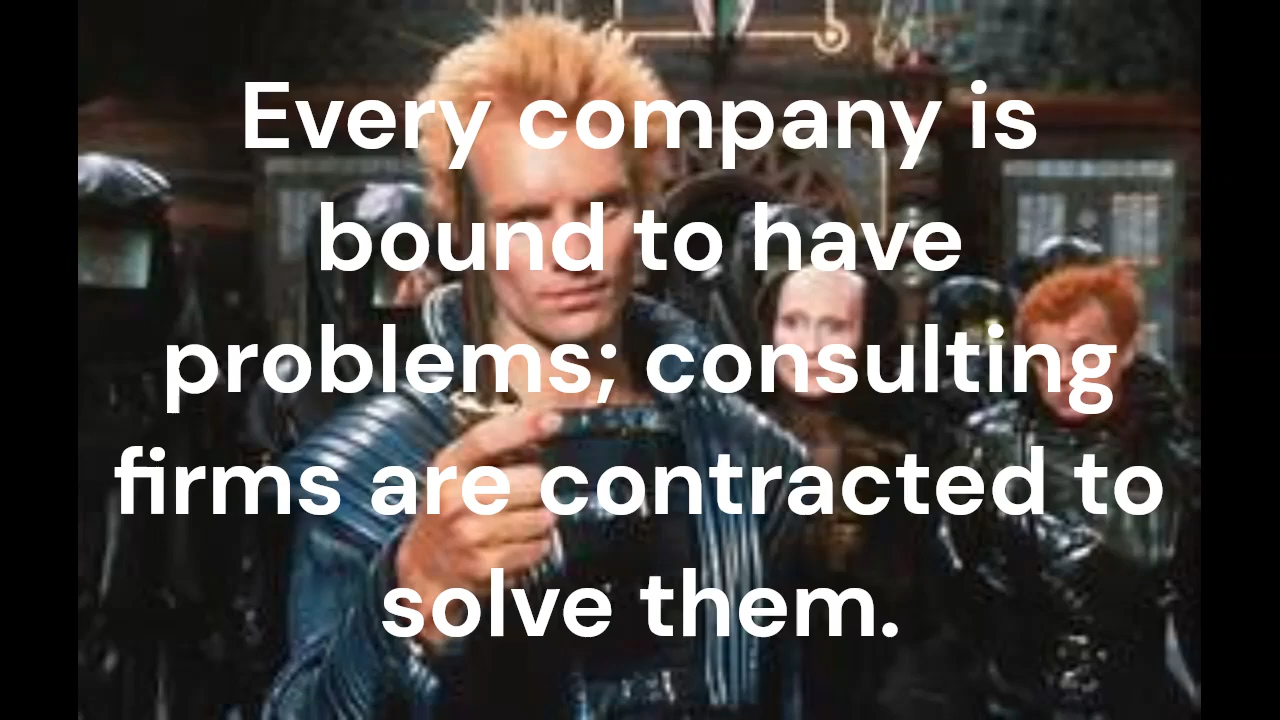 Every company is
bound to have
problems; consulting
firms are contracted to
solve them.